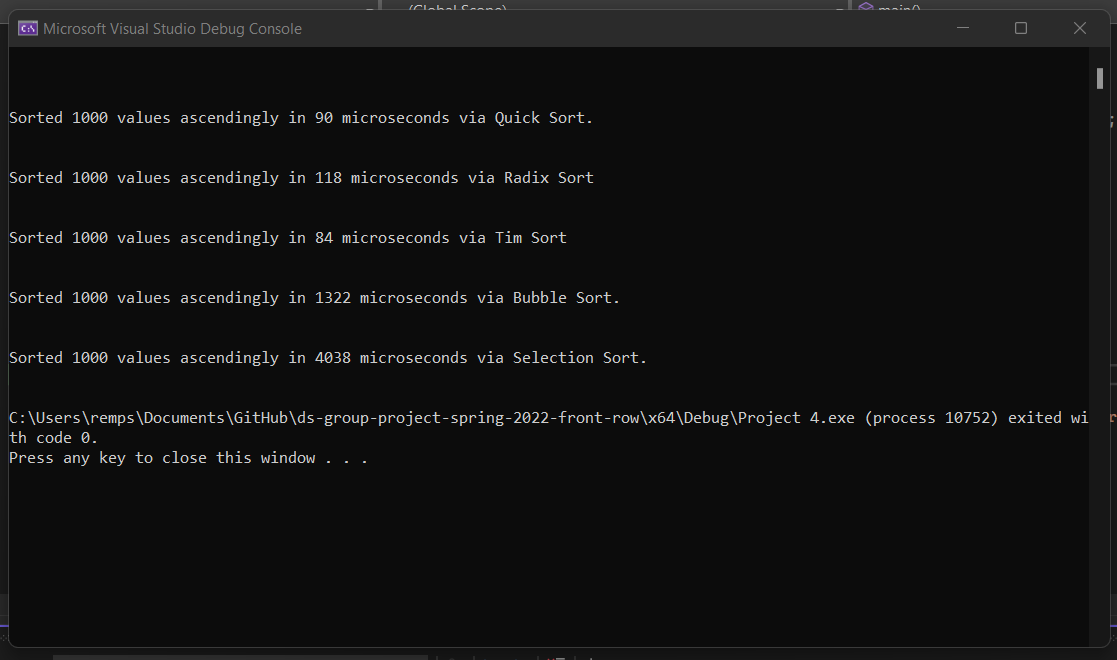 (Global Scope)
main()
Microsoft Visual Studio Debug Console
Sorted 1000 values ascendingly in 90 microseconds via Quick Sort.
Sorted 1000 values ascendingly in 118 microseconds via Radix Sort
Sorted 1000 values ascendingly in 84 microseconds via Tim Sort
Sorted 1000 values ascendingly in 1322 microseconds via Bubble Sort.
Sorted 1000 values ascendingly in 4038 microseconds via Selection Sort.
C:\Users\remps\Documents\GitHub\ds-group-project-spring-2022-front-row\x64\Debug\Project 4.exe (process 10752) exited wi
th code 0.
Press any key to close this window . . .